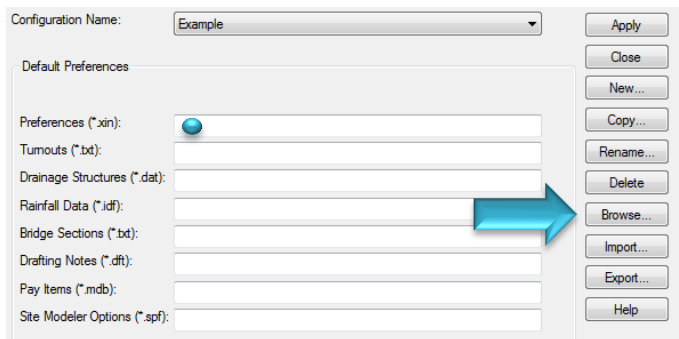 Configuration Name:
Example
Apply
Close
Default Preferences
New...
Preferences (*.xin):
Copy...
Turnouts (*.txt):
Rename...
Drainage Structures (*.dat):
Delete
Rainfall Data (*.idf):
Browse...
Bridge Sections (*.txt):
Import...
Drafting Notes (*.dft):
Export...
Pay Items (*.mdb):
Help
Site Modeler Options (*.spf):